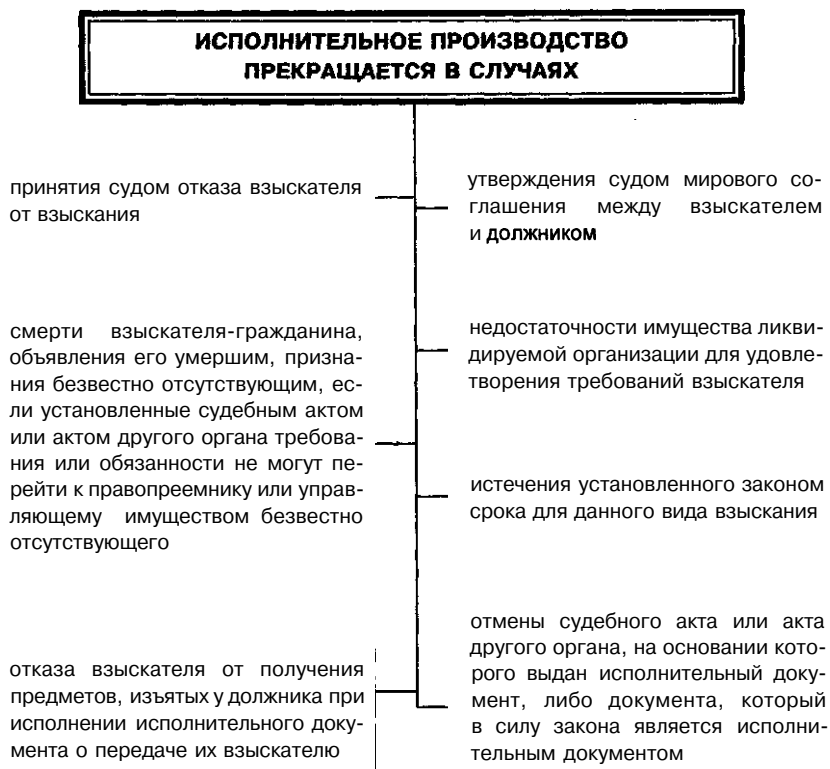 ИСПОЛНИТЕЛЬНОЕ ПРОИЗВОДСТВО
ПРЕКРАЩАЕТСЯ В СЛУЧАЯХ
принятия судом отказа взыскателя
от взыскания
утверждения судом мирового со-
глашения между взыскателем
и должником
смерти взыскателя-гражданина,
объявления его умершим, призна-
ния безвестно отсутствующим, ес-
ли установленные судебным актом
или актом другого органа требова-
ния или обязанности не могут пе-
рейти к правопреемнику или управ-
ляющему имуществом безвестно
отсутствующего
недостаточности имущества ликви-
дируемой организации для удовле-
творения требований взыскателя
истечения установленного законом
срока для данного вида взыскания
отказа взыскателя от получения
предметов, изъятых у должника при
исполнении исполнительного доку-
мента о передаче их взыскателю
отмены судебного акта или акта
другого органа, на основании кото-
рого выдан исполнительный доку-
мент, либо документа, который
в силу закона является исполни-
тельным документом